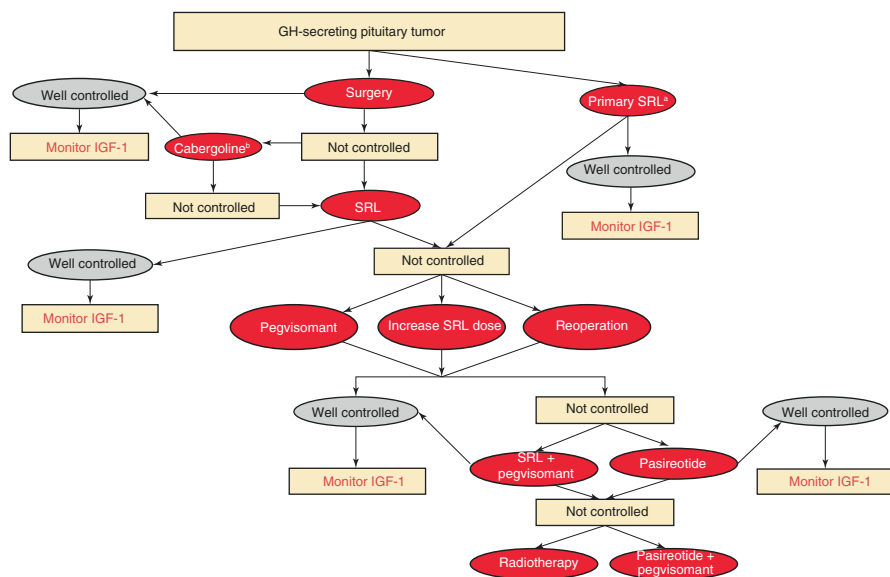 GH-secreting pituitary tumor
Well controlled
Surgery
Primary SRLª
Monitor IGF-1
Cabergolineᵇ
Not controlled
Well controlled
Not controlled
SRL
Monitor IGF-1
Well controlled
Not controlled
Monitor IGF-1
Pegvisomant
Increase SRL dose
Reoperation
Well controlled
Not controlled
Well controlled
SRL +
pegvisomant
Pasireotide
Monitor IGF-1
Monitor IGF-1
Not controlled
Radiotherapy
Pasireotide +
pegvisomant